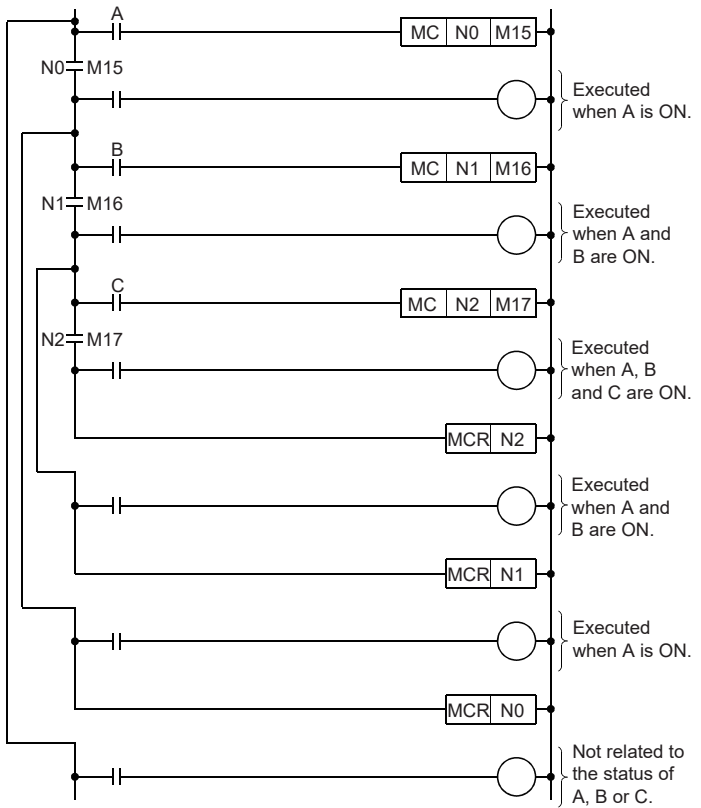 A
MC N0 M15
N0 M15
Executed
when A is ON.
B
MC N1 M16
N1 M16
Executed
when A and
B are ON.
C
MC N2 M17
N2 M17
Executed
when A, B
and C are ON.
MCR N2
Executed
when A and
B are ON.
MCR N1
Executed
when A is ON.
MCR N0
Not related to
the status of
A, B or C.